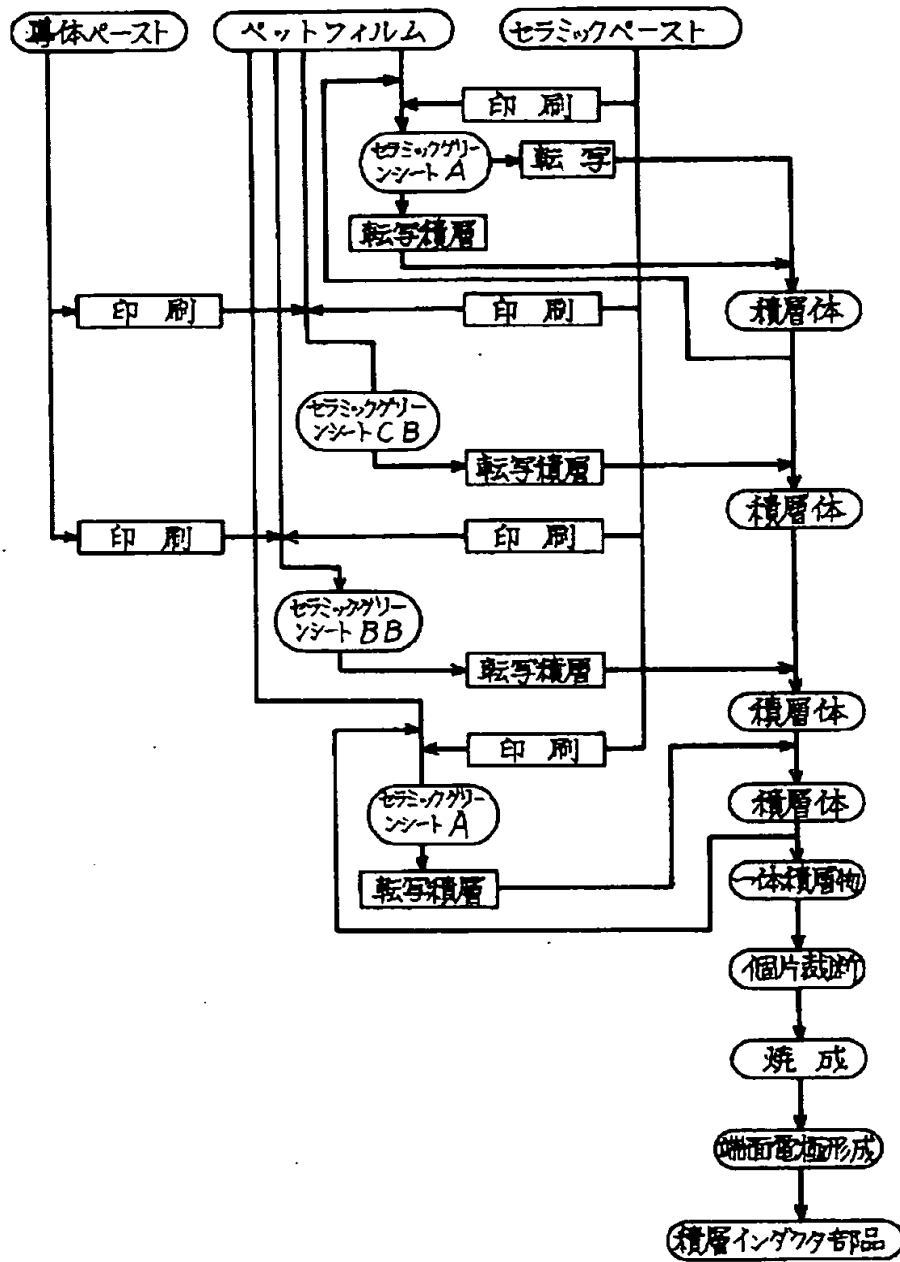 導体ペースト
ペットフィルム
セラミックペースト
印刷
セラミックグリー
ンシートA
転写
転写積層
印刷
印刷
積層体
セラミックグリー
ンシートCB
転写積層
積層体
印刷
印刷
セラミックグリー
ンシートBB
転写積層
積層体
印刷
セラミックグリー
ンシートA
積層体
転写積層
一体積層物
個片裁断
焼成
端面電極形成
積層インダクタ部品